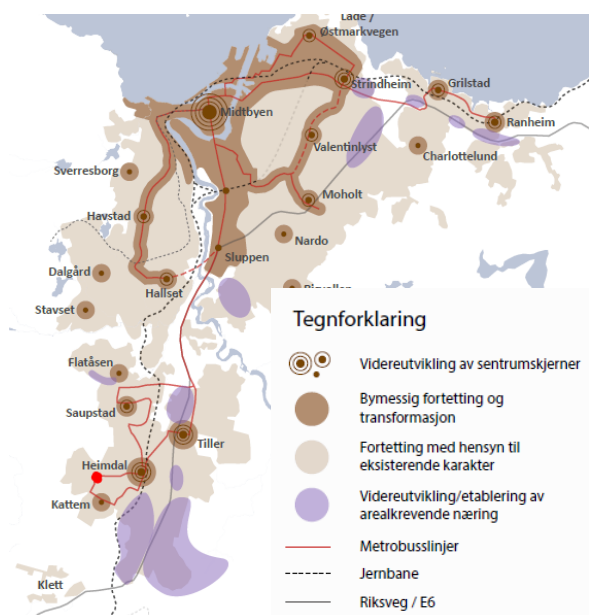 Lade /
Østmarkvegen
Strindheim
Grilstad
Midtbyen
Ranheim
Valentinlyst
Charlottelund
Sverresborg
Moholt
Havstad
Nardo
Sluppen
Dalgård
Hallset
Stavset
Flatåsen
Saupstad
Tiller
Heimdal
Kattem
Klett
Tegnforklaring
Videreutvikling av sentrumskjerner
Bymessig fortetting og
transformasjon
Fortetting med hensyn til
eksisterende karakter
Videreutvikling/etablering av
arealkrevende næring
Metrobusslinjer
Jernbane
Riksveg / E6